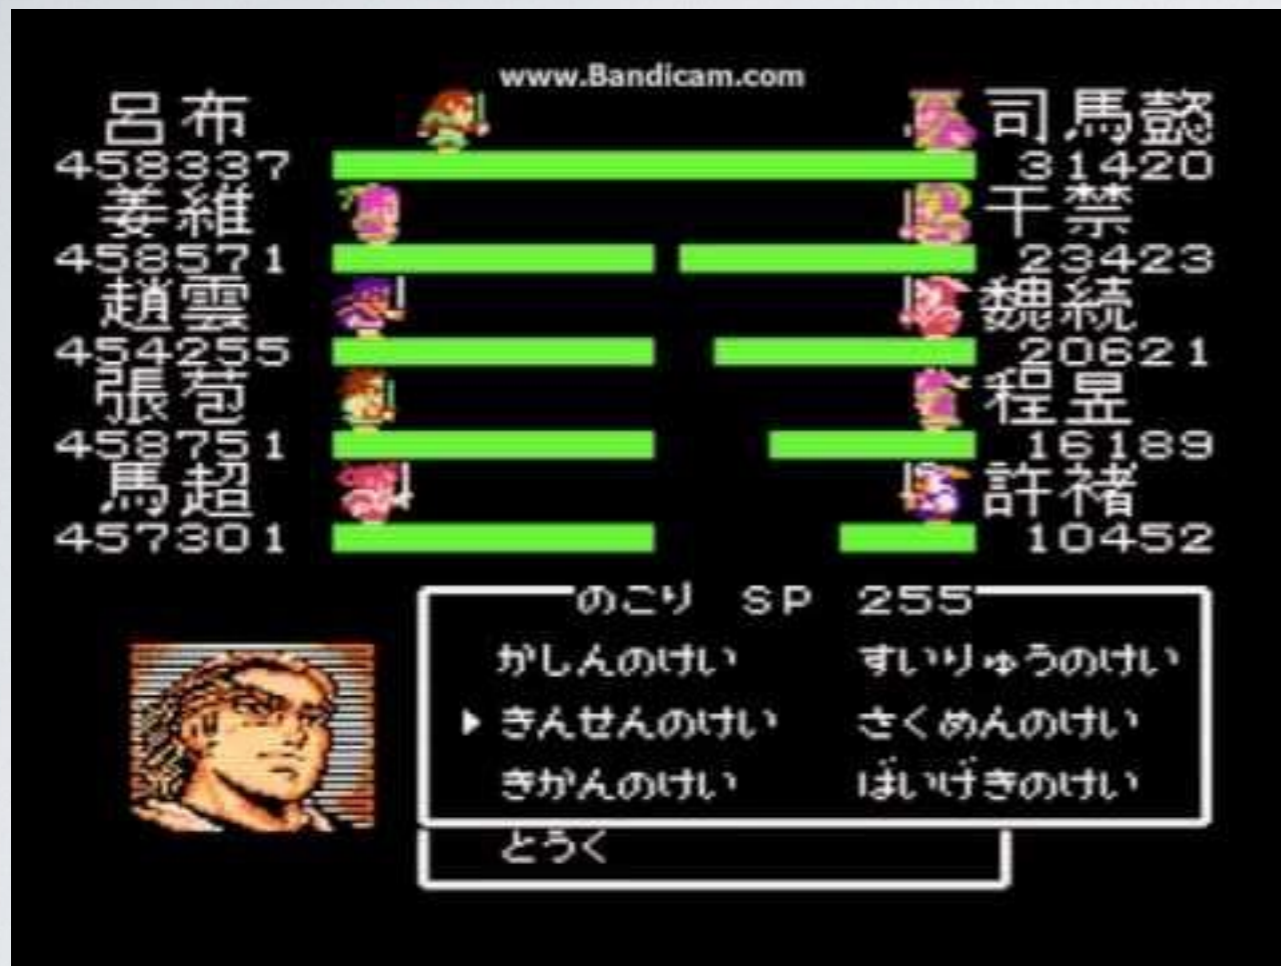 www.Bandicam.com
呂布 司馬懿
458337 31420
姜維 于禁
458571 23423
趙雲 魏続
454255 20621
張苞 程昱
458751 16189
馬超 許褚
457301 10452
のこり SP 255
かしんのけい すいりゅうのけい
▶きんせんのけい さくめんのけい
きかんのけい ばいげきのけい
とうく